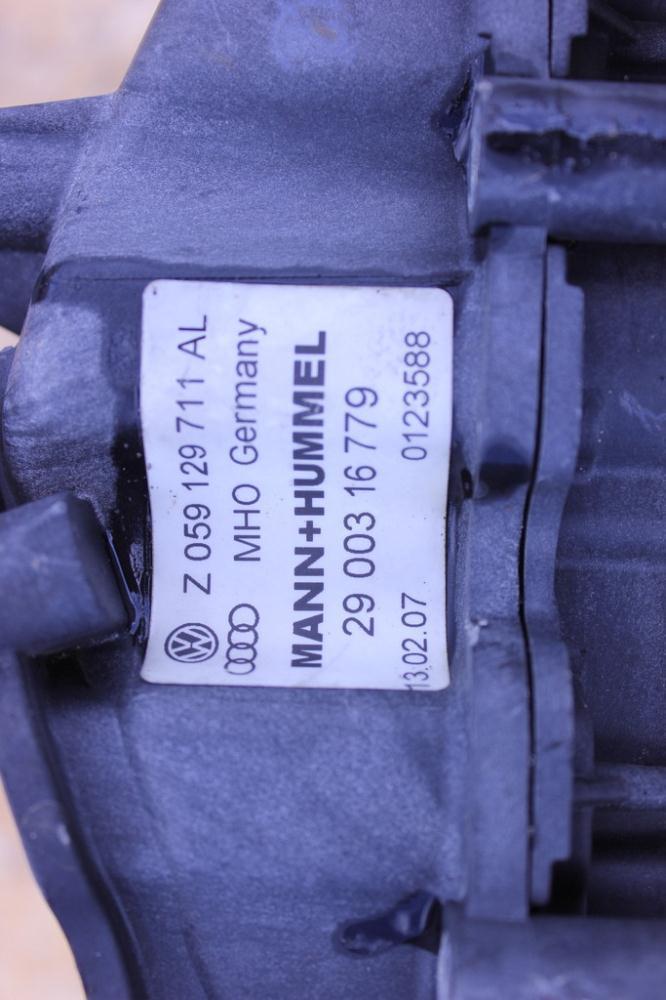 Z 059 129 711 AL
MHO Germany
MANN+HUMMEL
29 003 16 779
13.02.07 0123588